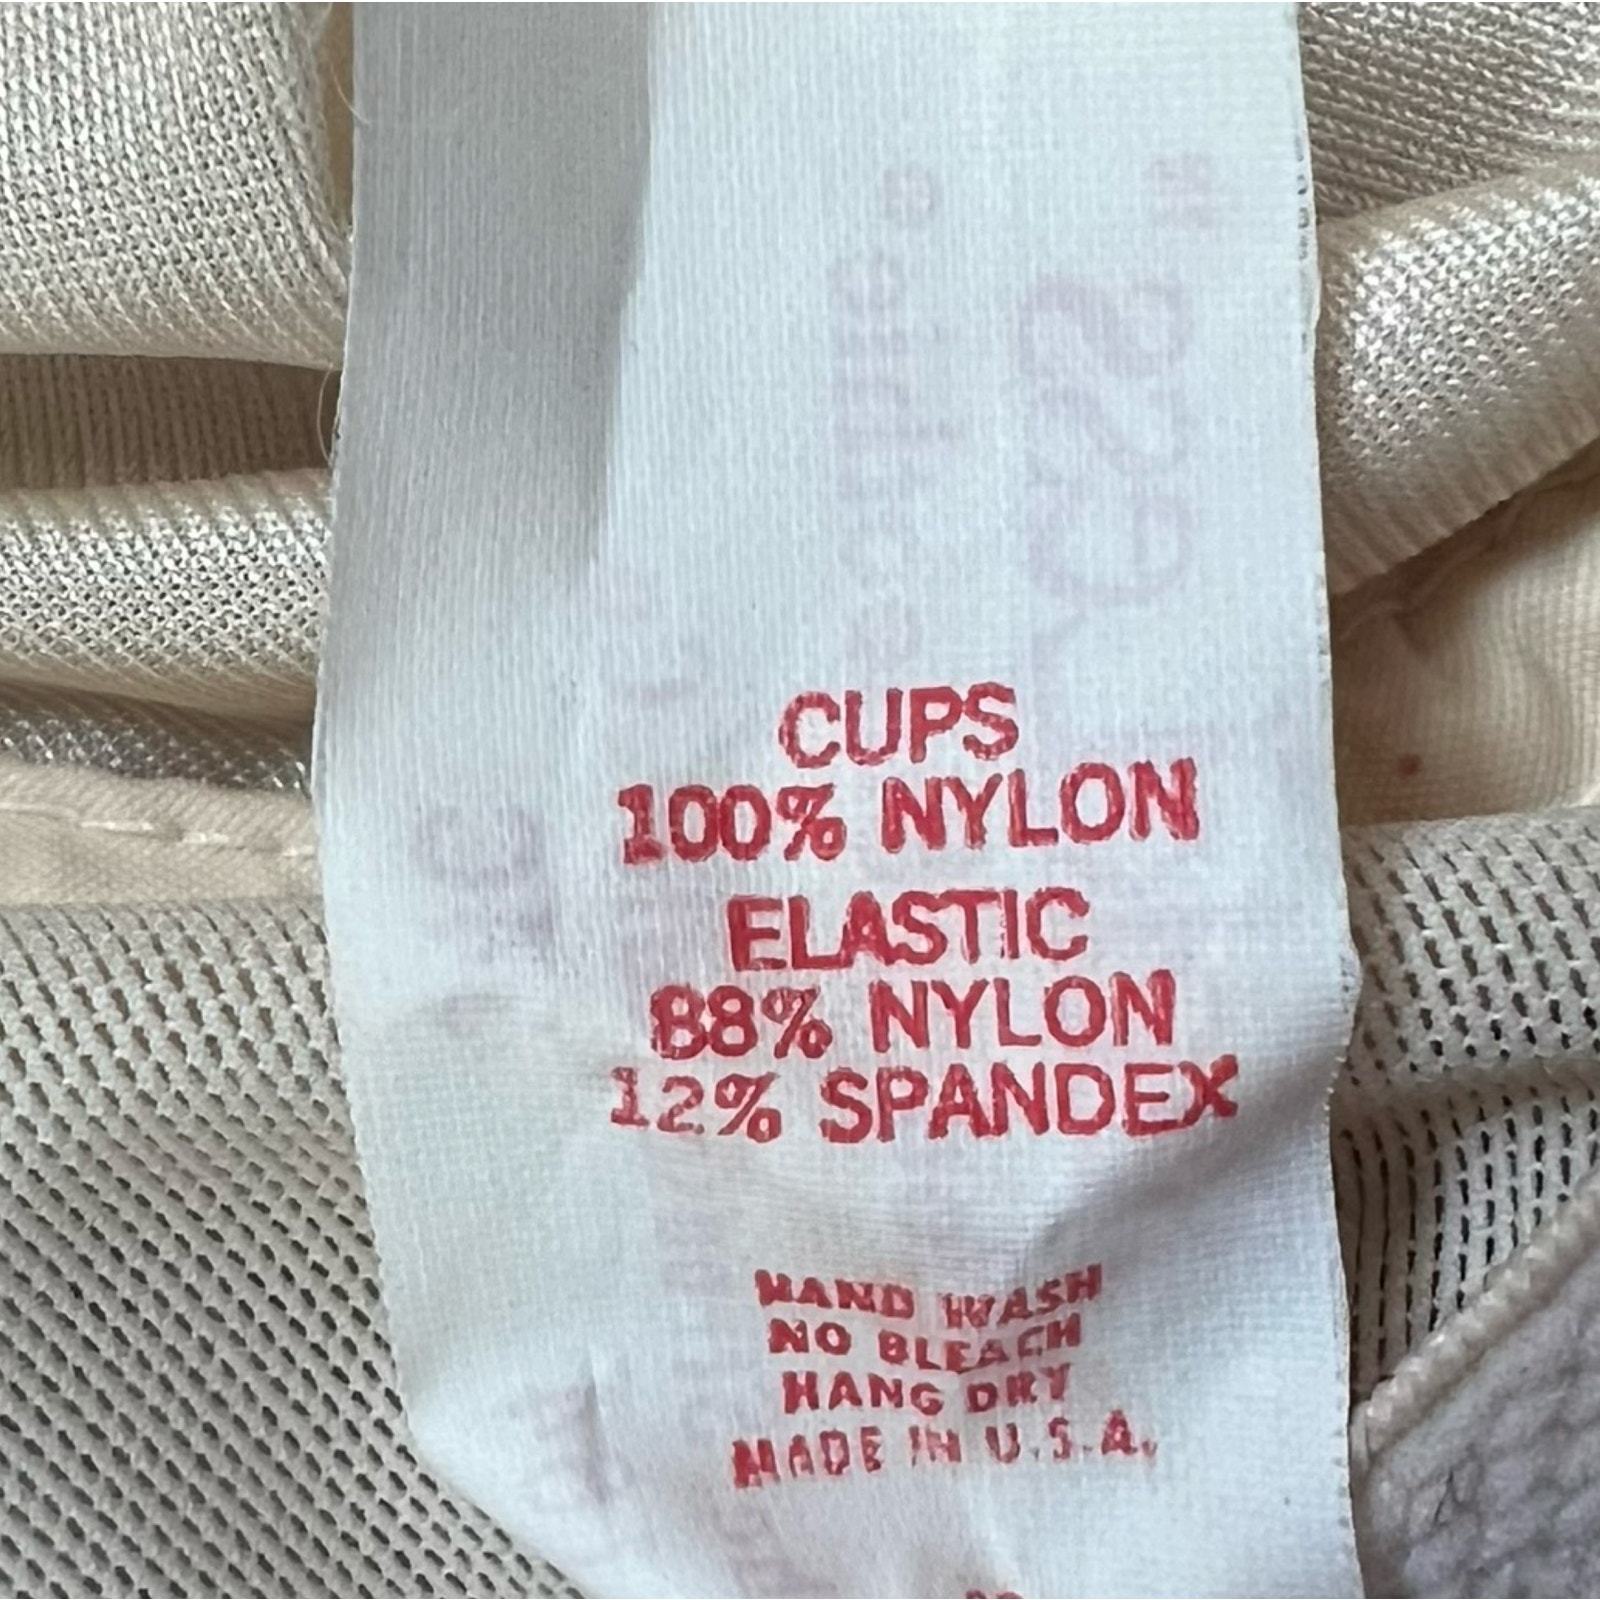 CUPS
100% NYLON
ELASTIC
88% NYLON
12% SPANDEX
HAND WASH
NO BLEACH
HANG DRY
MADE IN U.S.A.